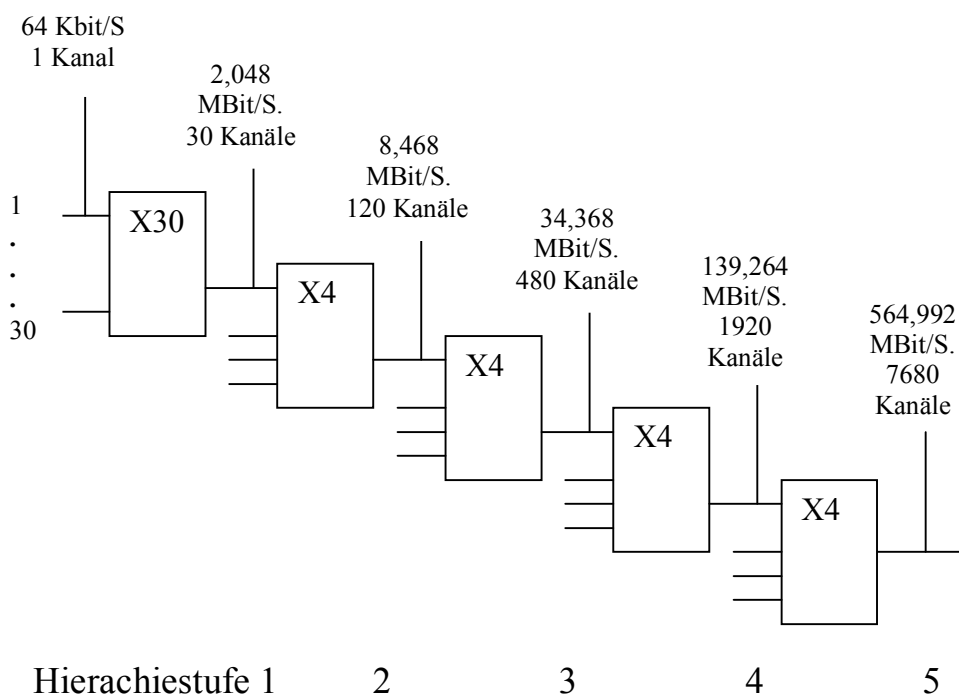 64 Kbit/S
1 Kanal
2,048
MBit/S.
30 Kanäle
8,468
MBit/S.
120 Kanäle
34,368
MBit/S.
480 Kanäle
139,264
MBit/S.
1920
Kanäle
564,992
MBit/S.
7680
Kanäle
1
.
.
.
30
X30
X4
X4
X4
X4
Hierachiestufe 1 2 3 4 5